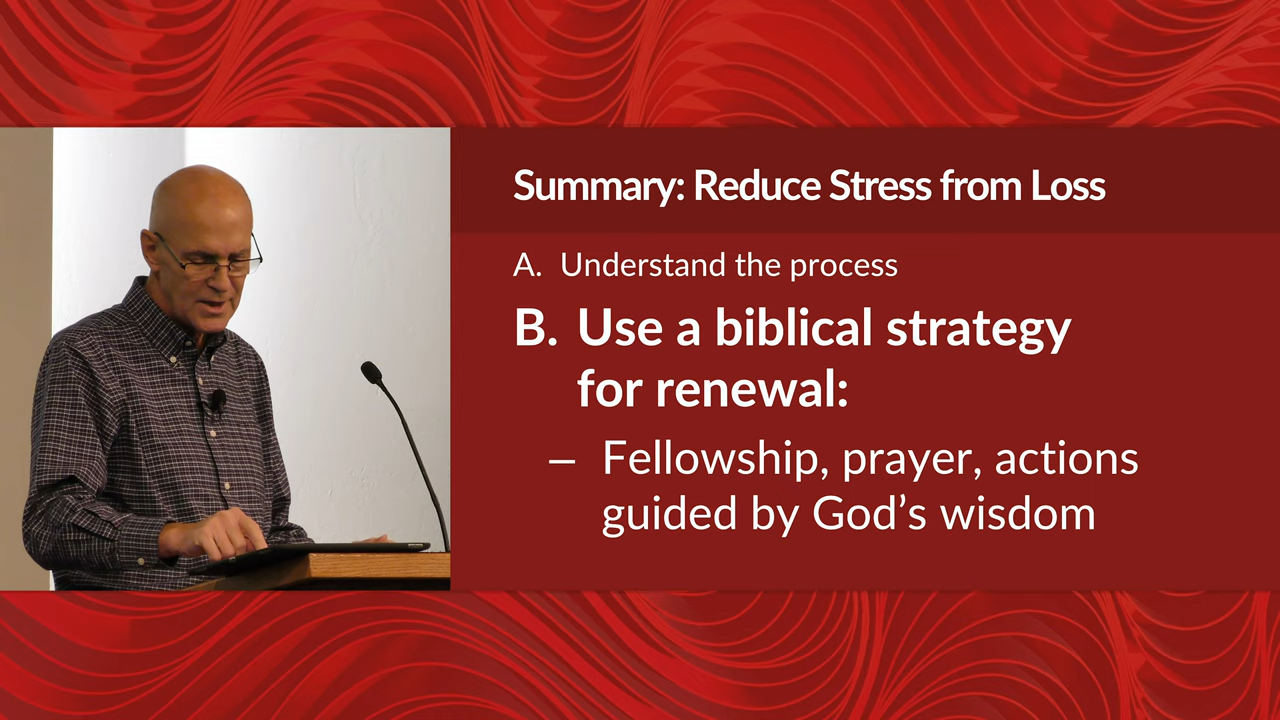 Summary: Reduce Stress from Loss
A. Understand the process
B. Use a biblical strategy
for renewal:
– Fellowship, prayer, actions
guided by God’s wisdom